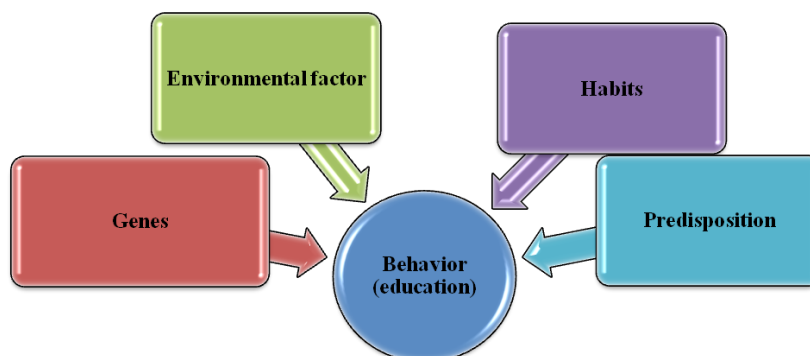 Environmental factor
Habits
Genes
Predisposition
Behavior
(education)